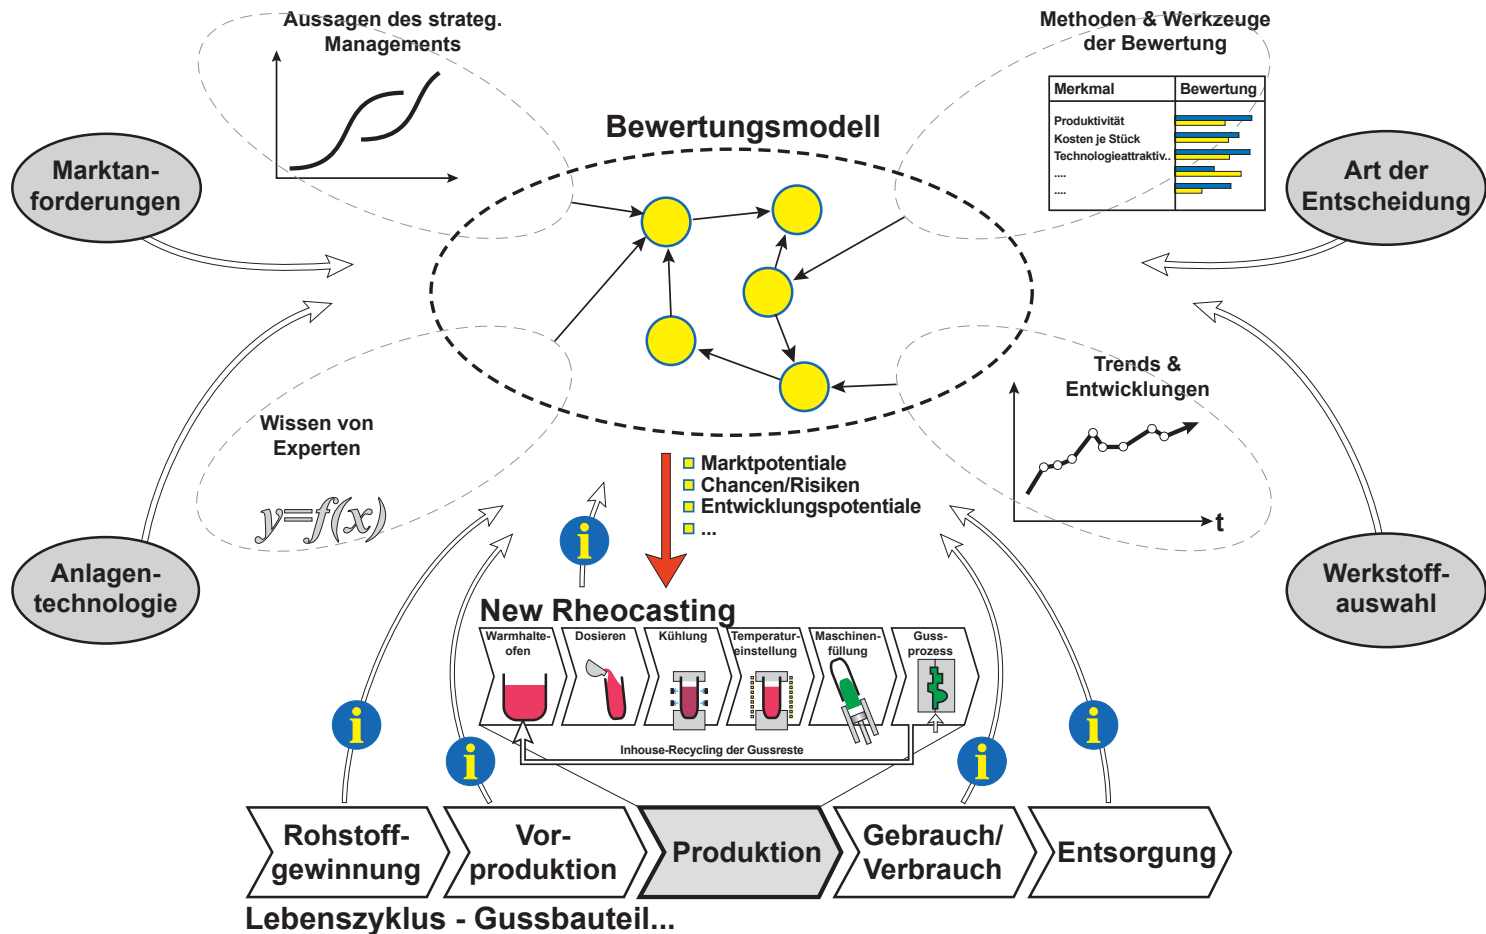 Aussagen des strateg.
Managements
Methoden & Werkzeuge
der Bewertung
Merkmal
Bewertung
Produktivität
Kosten je Stück
Technologieattraktiv..
....
....
Bewertungsmodell
Marktan-
forderungen
Art der
Entscheidung
Trends &
Entwicklungen
t
Wissen von
Experten
y=f(x)
Marktpotentiale
Chancen/Risiken
Entwicklungspotentiale
...
i
Anlagen-
technologie
Werkstoff-
auswahl
New Rheocasting
Warmhalte-
ofen
Dosieren
Kühlung
Temperatur-
einstellung
Maschinen-
füllung
Guss-
prozess
Inhouse-Recycling der Gussreste
i
i
i
i
Rohstoff-
gewinnung
Vor-
produktion
Produktion
Gebrauch/
Verbrauch
Entsorgung
Lebenszyklus - Gussbauteil...